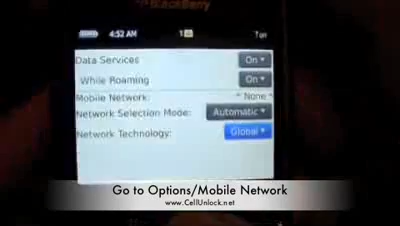 BlackBerry
4:52 AM 1
Data Services On
While Roaming On
Mobile Network: * None *
Network Selection Mode: Automatic
Network Technology: Global
Go to Options/Mobile Network
www.CellUnlock.net